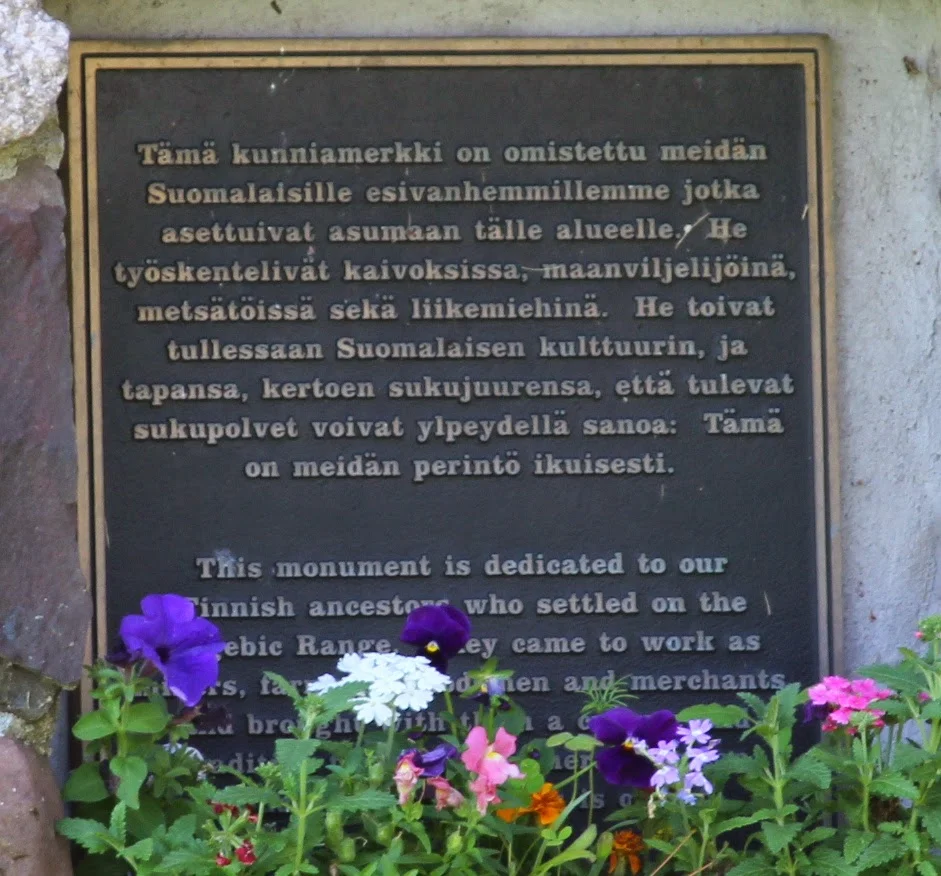 Tämä kunniamerkki on omistettu meidän
Suomalaisille esivanhemmillemme jotka
asettuivat asumaan tälle alueelle. He
työskentelivät kaivoksissa, maanviljelijöinä,
metsätöissä sekä liikemiehinä. He toivat
tullessaan Suomalaisen kulttuurin, ja
tapansa, kertoen sukujuurensa, että tulevat
sukupolvet voivat ylpeydellä sanoa: Tämä
on meidän perintö ikuisesti.
This monument is dedicated to our
Finnish ancestors who settled on the
Range came to work as
and merchants
with a